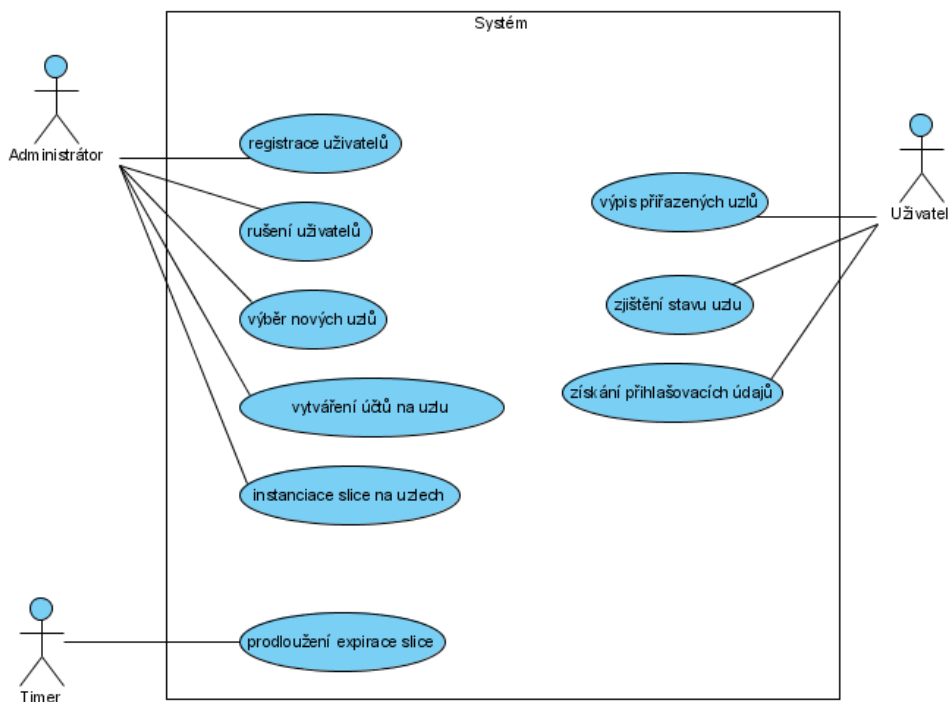 Systém
Administrátor
registrace uživatelů
rušení uživatelů
výběr nových uzlů
vytváření účtů na uzlu
instanciace slice na uzlech
Timer
prodloužení expirace slice
výpis přiřazených uzlů
Uživatel
zjištění stavu uzlu
získání přihlašovacích údajů